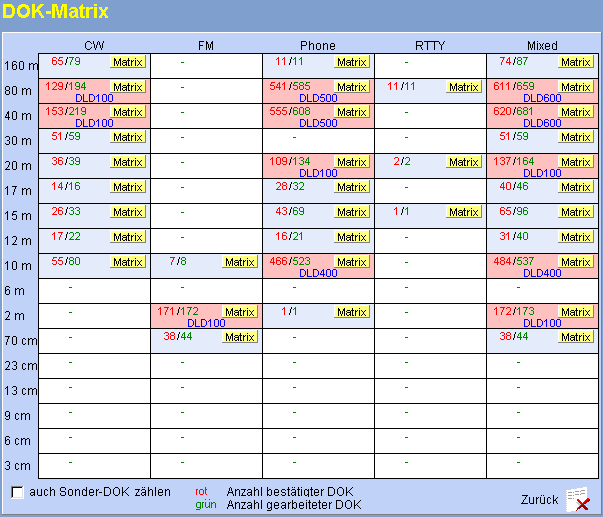 DOK-Matrix
CW FM Phone RTTY Mixed
160 m 65/79 Matrix - 11/11 Matrix - 74/87 Matrix
80 m 129/194 Matrix DLD100 - 541/585 Matrix DLD500 11/11 Matrix 611/659 Matrix DLD600
40 m 153/219 Matrix DLD100 - 555/608 Matrix DLD500 - 620/681 Matrix DLD600
30 m 51/59 Matrix - - - 51/59 Matrix
20 m 36/39 Matrix - 109/134 Matrix DLD100 2/2 Matrix 137/164 Matrix DLD100
17 m 14/16 Matrix - 28/32 Matrix - 40/46 Matrix
15 m 26/33 Matrix - 43/69 Matrix 1/1 Matrix 65/96 Matrix
12 m 17/22 Matrix - 16/21 Matrix - 31/40 Matrix
10 m 55/80 Matrix 7/8 Matrix 466/523 Matrix DLD400 - 484/537 Matrix DLD400
6 m - - - - -
2 m - 171/172 Matrix DLD100 1/1 Matrix - 172/173 Matrix DLD100
70 cm - 38/44 Matrix - - 38/44 Matrix
23 cm - - - - -
13 cm - - - - -
9 cm - - - - -
6 cm - - - - -
3 cm - - - - -
auch Sonder-DOK zählen rot Anzahl bestätigter DOK
grün Anzahl gearbeiteter DOK
Zurück